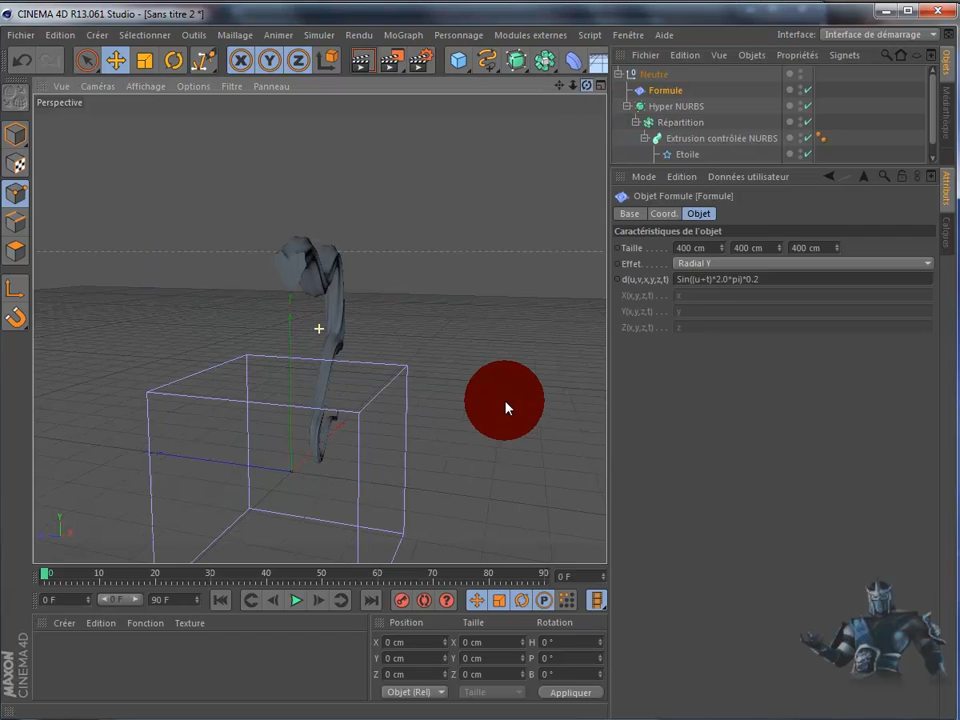 CINEMA 4D R13.061 Studio - [Sans titre 2 *]
Fichier Edition Créer Sélectionner Outils Maillage Animer Simuler Rendu MoGraph Personnage Modules externes Script Fenêtre Aide Interface: Interface de démarrage
X Y Z
Fichier Edition Vue Objets Propriétés Signets
Vue Caméras Affichage Options Panneau
Perspective
Neutre
Formule
Hyper NURBS
Répartition
Extrusion contrôlée NURBS
Etoile
Objets
Médiathèque
Mode Edition Données utilisateur
Objet Formule [Formule]
Base Coord. Objet
Caractéristiques de l'objet
Taille . . . . . 400 cm 400 cm 400 cm
Effet. . . . . . Radial Y
d(u,v,x,y,z,t) Sin((u+t)*2.0*pi)*0.2
X(x,y,z,t) . . . x
Y(x,y,z,t) . . . y
Z(x,y,z,t) . . . z
Attributs
Calques
Y
X
0 10 20 30 40 50 60 70 80 90 0 F
0 F 0 F 90 F
P
Créer Edition Fonction Texture
Position Taille Rotation
X 0 cm X 0 cm H 0 °
Y 0 cm Y 0 cm P 0 °
Z 0 cm Z 0 cm B 0 °
Objet (Rel) Taille Appliquer
MAXON
CINEMA 4D